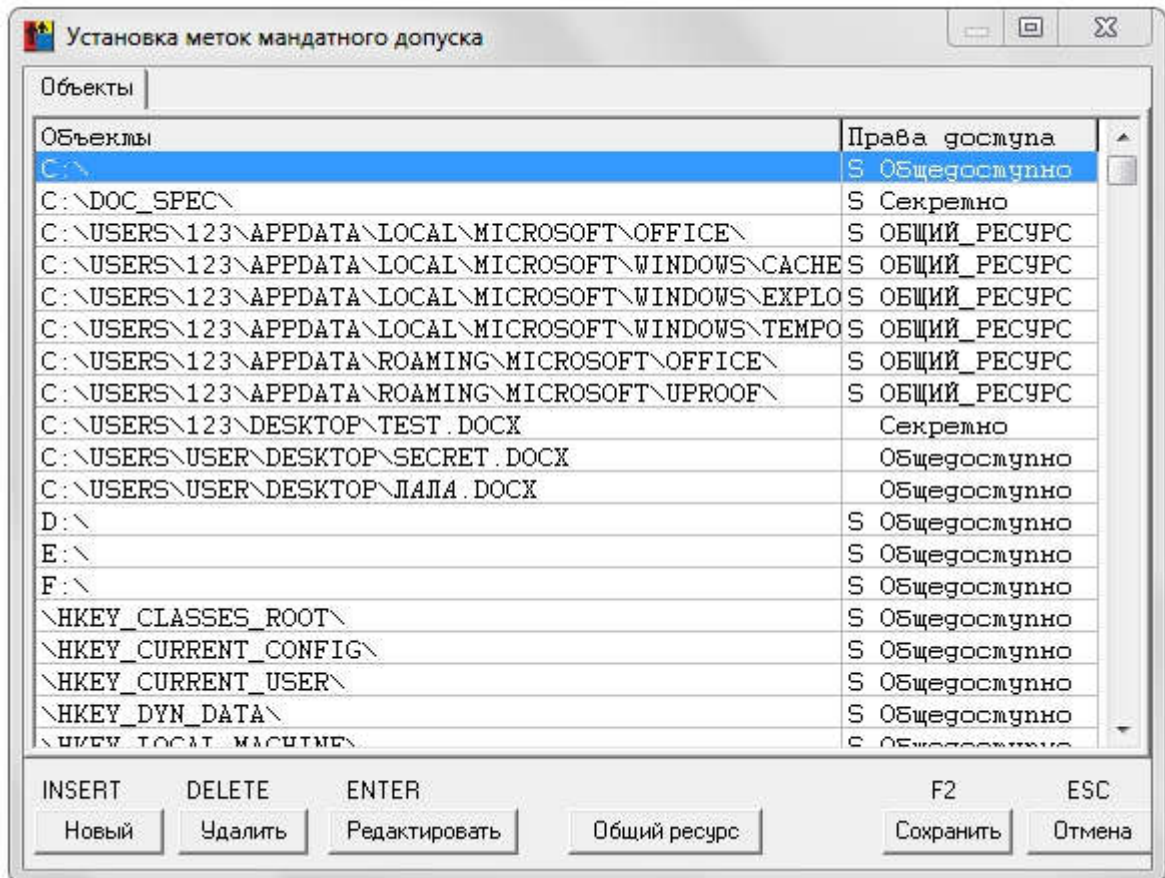 Установка меток мандатного допуска
Объекты
Объекты Права доступа
C:\ S Общедоступно
C:\DOC_SPEC\ S Секретно
C:\USERS\123\APPDATA\LOCAL\MICROSOFT\OFFICE\ S ОБЩИЙ_РЕСУРС
C:\USERS\123\APPDATA\LOCAL\MICROSOFT\WINDOWS\CACHE S ОБЩИЙ_РЕСУРС
C:\USERS\123\APPDATA\LOCAL\MICROSOFT\WINDOWS\EXPLO S ОБЩИЙ_РЕСУРС
C:\USERS\123\APPDATA\LOCAL\MICROSOFT\WINDOWS\TEMPO S ОБЩИЙ_РЕСУРС
C:\USERS\123\APPDATA\ROAMING\MICROSOFT\OFFICE\ S ОБЩИЙ_РЕСУРС
C:\USERS\123\APPDATA\ROAMING\MICROSOFT\UPROOF\ S ОБЩИЙ_РЕСУРС
C:\USERS\123\DESKTOP\TEST.DOCX Секретно
C:\USERS\USER\DESKTOP\SECRET.DOCX Общедоступно
C:\USERS\USER\DESKTOP\ЛАЛА.DOCX Общедоступно
D:\ S Общедоступно
E:\ S Общедоступно
F:\ S Общедоступно
\HKEY_CLASSES_ROOT\ S Общедоступно
\HKEY_CURRENT_CONFIG\ S Общедоступно
\HKEY_CURRENT_USER\ S Общедоступно
\HKEY_DYN_DATA\ S Общедоступно
\HKEY_LOCAL_MACHINE\ S Общедоступно
INSERT DELETE ENTER F2 ESC
Новый Удалить Редактировать Общий ресурс Сохранить Отмена